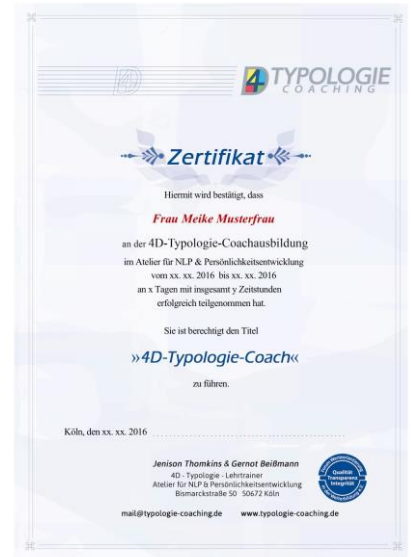 4D TYPOLOGIE
COACHING
Zertifikat
Hiermit wird bestätigt, dass
Frau Meike Musterfrau
an der 4D-Typologie-Coachausbildung
im Atelier für NLP & Persönlichkeitsentwicklung
vom xx. xx. 2016 bis xx. xx. 2016
an x Tagen mit insgesamt y Zeitstunden
erfolgreich teilgenommen hat.
Sie ist berechtigt den Titel
»4D-Typologie-Coach«
zu führen.
Köln, den xx. xx. 2016
Jenison Thomkins & Gernot Beißmann
4D - Typologie - Lehrtrainer
Atelier für NLP & Persönlichkeitsentwicklung
Bismarckstraße 50 50672 Köln
Qualität
Transparenz
Integrität
mail@typologie-coaching.de www.typologie-coaching.de